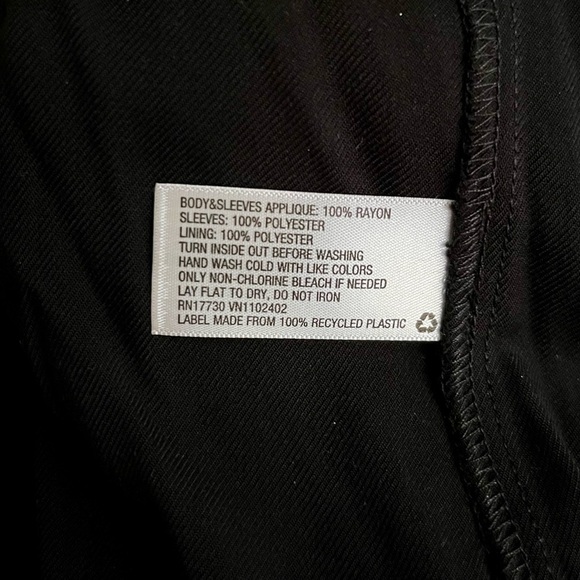 BODY&SLEEVES APPLIQUE: 100% RAYON
SLEEVES: 100% POLYESTER
LINING: 100% POLYESTER
TURN INSIDE OUT BEFORE WASHING
HAND WASH COLD WITH LIKE COLORS
ONLY NON-CHLORINE BLEACH IF NEEDED
LAY FLAT TO DRY, DO NOT IRON
RN17730 VN1102402
LABEL MADE FROM 100% RECYCLED PLASTIC